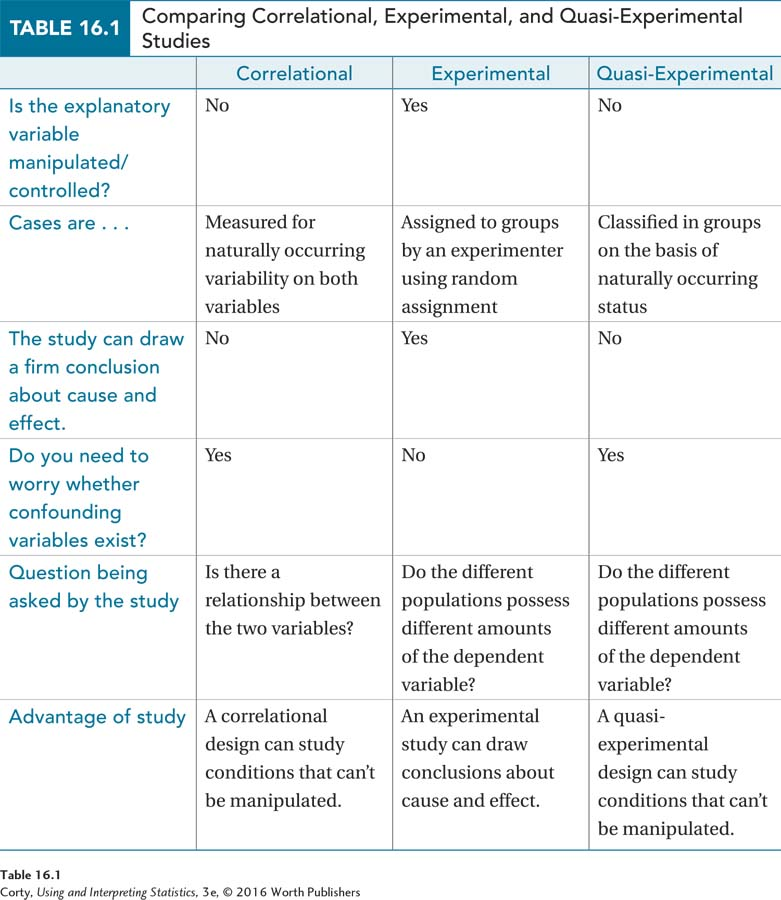 TABLE 16.1
Comparing Correlational, Experimental, and Quasi-Experimental
Studies
Correlational
Experimental
Quasi-Experimental
Is the explanatory
variable
manipulated/
controlled?
No
Yes
No
Cases are . . .
Measured for
naturally occurring
variability on both
variables
Assigned to groups
by an experimenter
using random
assignment
Classified in groups
on the basis of
naturally occurring
status
The study can draw
a firm conclusion
about cause and
effect.
No
Yes
No
Do you need to
worry whether
confounding
variables exist?
Yes
No
Yes
Question being
asked by the study
Is there a
relationship between
the two variables?
Do the different
populations possess
different amounts
of the dependent
variable?
Do the different
populations possess
different amounts
of the dependent
variable?
Advantage of study
A correlational
design can study
conditions that can’t
be manipulated.
An experimental
study can draw
conclusions about
cause and effect.
A quasi-
experimental
design can study
conditions that can’t
be manipulated.
Table 16.1
Corty, Using and Interpreting Statistics, 3e, © 2016 Worth Publishers